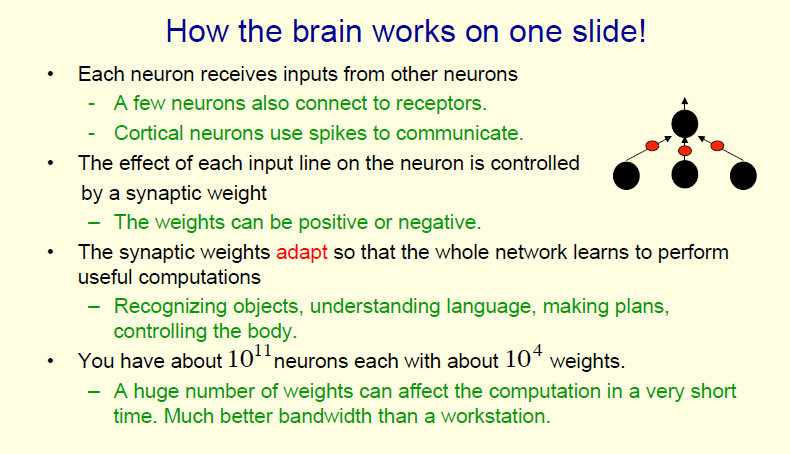 How the brain works on one slide!
• Each neuron receives inputs from other neurons
- A few neurons also connect to receptors.
- Cortical neurons use spikes to communicate.
• The effect of each input line on the neuron is controlled
by a synaptic weight
– The weights can be positive or negative.
• The synaptic weights adapt so that the whole network learns to perform
useful computations
– Recognizing objects, understanding language, making plans,
controlling the body.
• You have about 10¹¹ neurons each with about 10⁴ weights.
– A huge number of weights can affect the computation in a very short
time. Much better bandwidth than a workstation.